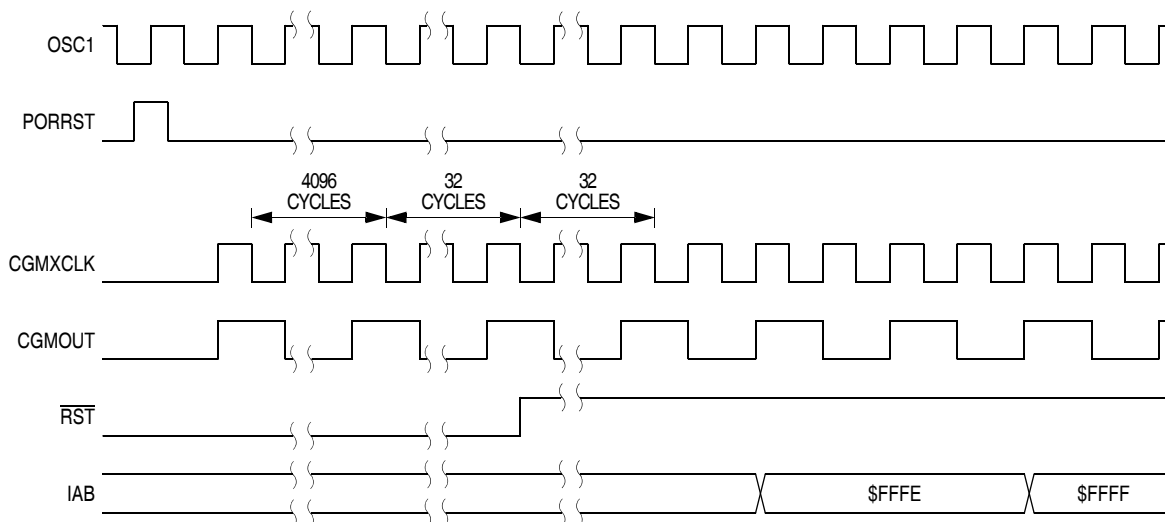 OSC1
PORRST
4096
CYCLES
32
CYCLES
32
CYCLES
CGMXCLK
CGMOUT
RST
IAB
$FFFE
$FFFF